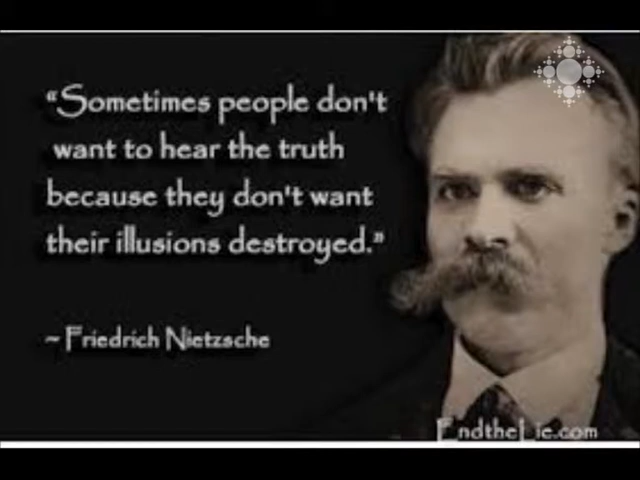 “Sometimes people don't
want to hear the truth
because they don't want
their illusions destroyed.”
~ Friedrich Nietzsche
EndtheLie.com